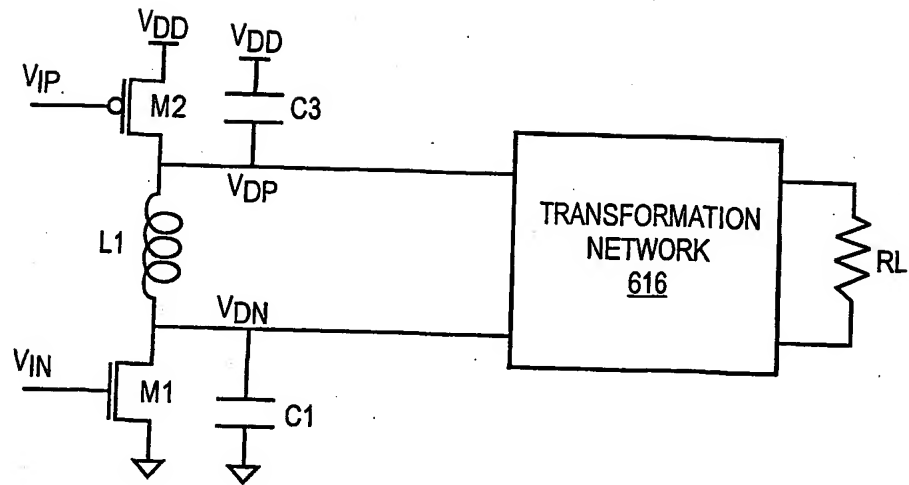 VDD
VDD
VIP
M2
C3
VDP
L1
TRANSFORMATION
NETWORK
616
RL
VDN
VIN
M1
C1